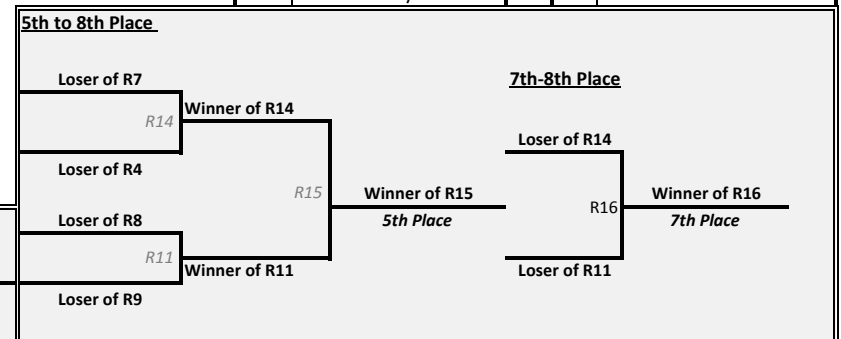 5th to 8th Place
Loser of R7
7th-8th Place
R14
Winner of R14
Loser of R14
Loser of R4
R15
Winner of R15
R16
Winner of R16
Loser of R8
5th Place
7th Place
R11
Winner of R11
Loser of R11
Loser of R9